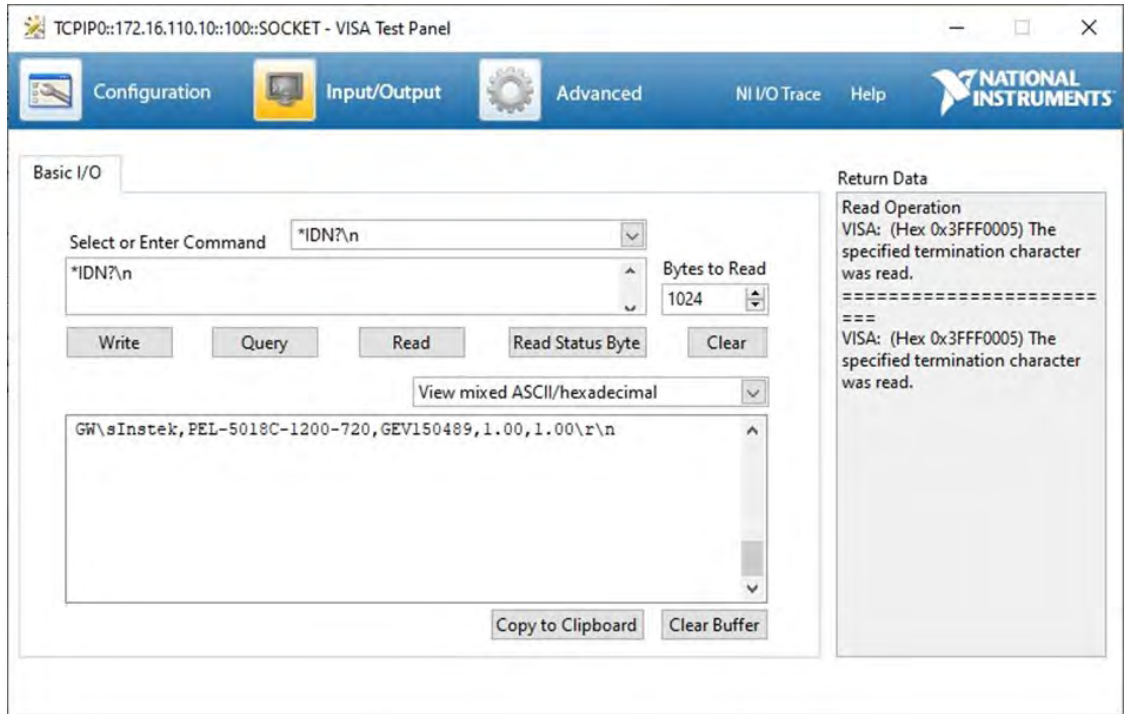 TCPIP0::172.16.110.10::100::SOCKET - VISA Test Panel
Configuration
Input/Output
Advanced
NI I/O Trace
Help
NATIONAL
INSTRUMENTS
Basic I/O
Select or Enter Command
*IDN?\n
*IDN?\n
Bytes to Read
1024
Write
Query
Read
Read Status Byte
Clear
View mixed ASCII/hexadecimal
GW\sInstek,PEL-5018C-1200-720,GEV150489,1.00,1.00\r\n
Copy to Clipboard
Clear Buffer
Return Data
Read Operation
VISA: (Hex 0x3FFF0005) The
specified termination character
was read.
=======================
===
VISA: (Hex 0x3FFF0005) The
specified termination character
was read.